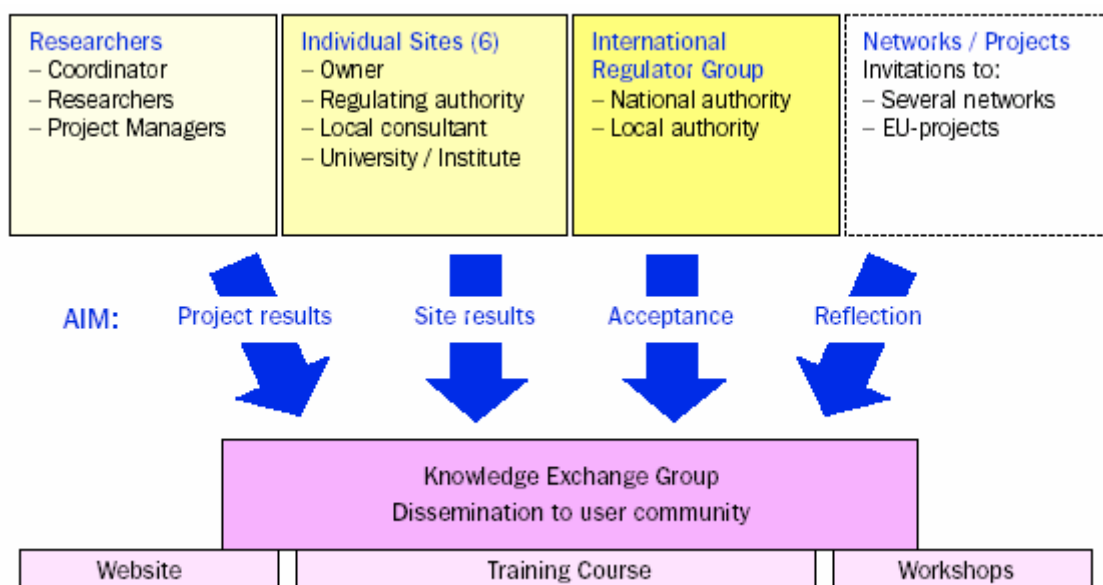 Researchers
– Coordinator
– Researchers
– Project Managers
Individual Sites (6)
– Owner
– Regulating authority
– Local consultant
– University / Institute
International
Regulator Group
– National authority
– Local authority
Networks / Projects
Invitations to:
– Several networks
– EU-projects
AIM:
Project results
Site results
Acceptance
Reflection
Knowledge Exchange Group
Dissemination to user community
Website
Training Course
Workshops